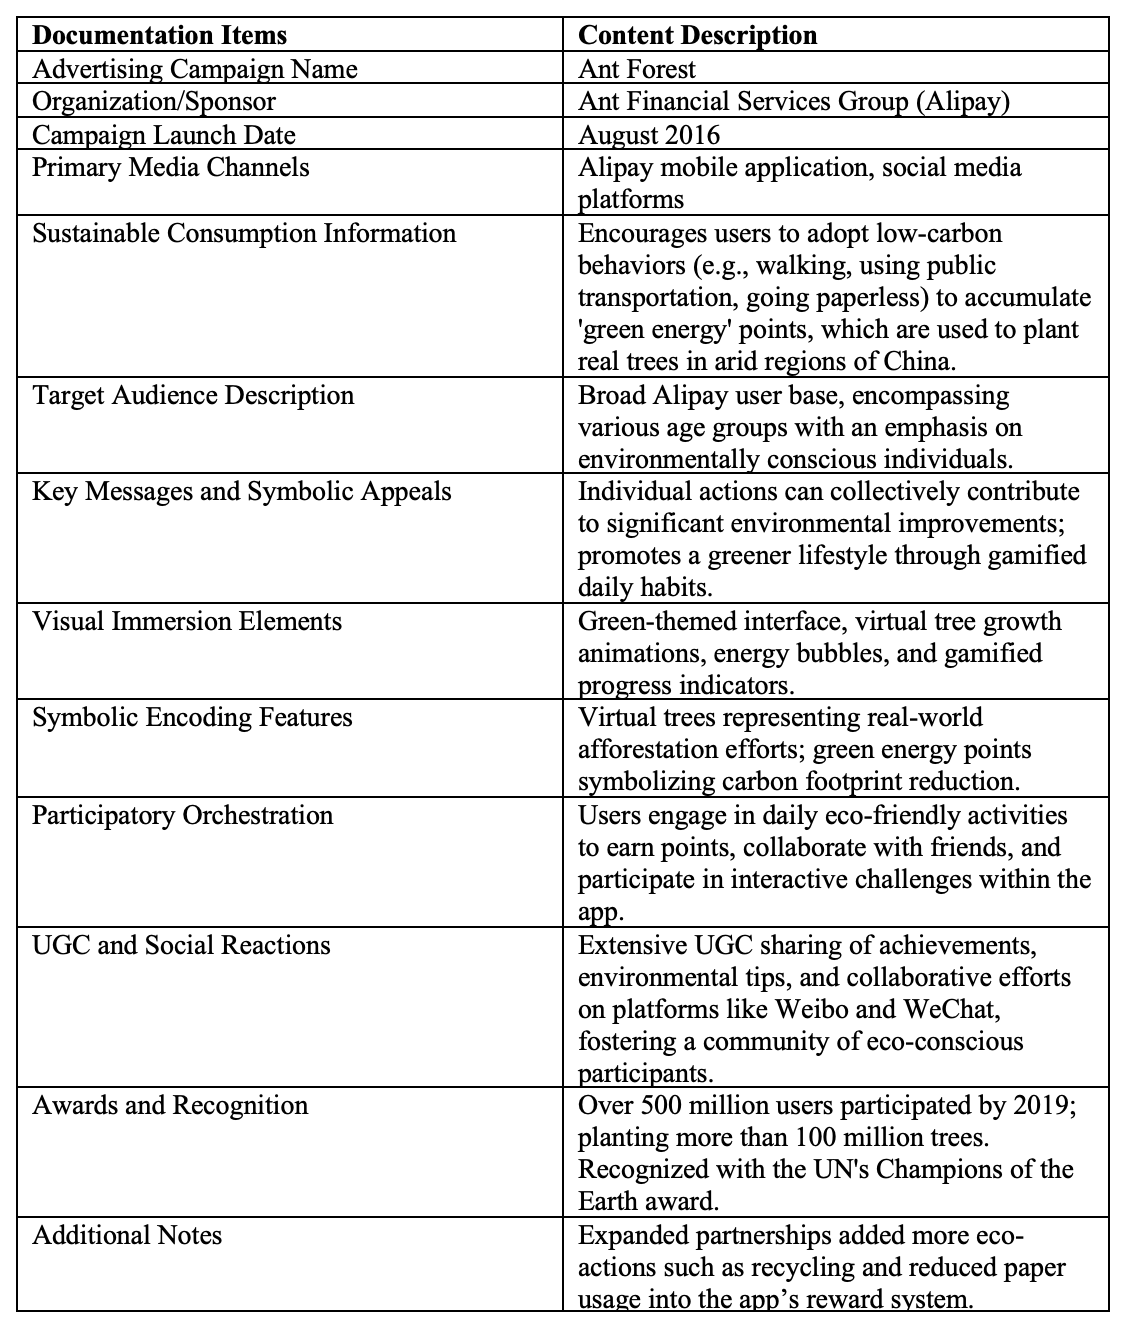 Documentation Items
Content Description
Advertising Campaign Name
Ant Forest
Organization/Sponsor
Ant Financial Services Group (Alipay)
Campaign Launch Date
August 2016
Primary Media Channels
Alipay mobile application, social media
platforms
Sustainable Consumption Information
Encourages users to adopt low-carbon
behaviors (e.g., walking, using public
transportation, going paperless) to accumulate
'green energy' points, which are used to plant
real trees in arid regions of China.
Target Audience Description
Broad Alipay user base, encompassing
various age groups with an emphasis on
environmentally conscious individuals.
Key Messages and Symbolic Appeals
Individual actions can collectively contribute
to significant environmental improvements;
promotes a greener lifestyle through gamified
daily habits.
Visual Immersion Elements
Green-themed interface, virtual tree growth
animations, energy bubbles, and gamified
progress indicators.
Symbolic Encoding Features
Virtual trees representing real-world
afforestation efforts; green energy points
symbolizing carbon footprint reduction.
Participatory Orchestration
Users engage in daily eco-friendly activities
to earn points, collaborate with friends, and
participate in interactive challenges within the
app.
UGC and Social Reactions
Extensive UGC sharing of achievements,
environmental tips, and collaborative efforts
on platforms like Weibo and WeChat,
fostering a community of eco-conscious
participants.
Awards and Recognition
Over 500 million users participated by 2019;
planting more than 100 million trees.
Recognized with the UN's Champions of the
Earth award.
Additional Notes
Expanded partnerships added more eco-
actions such as recycling and reduced paper
usage into the app’s reward system.